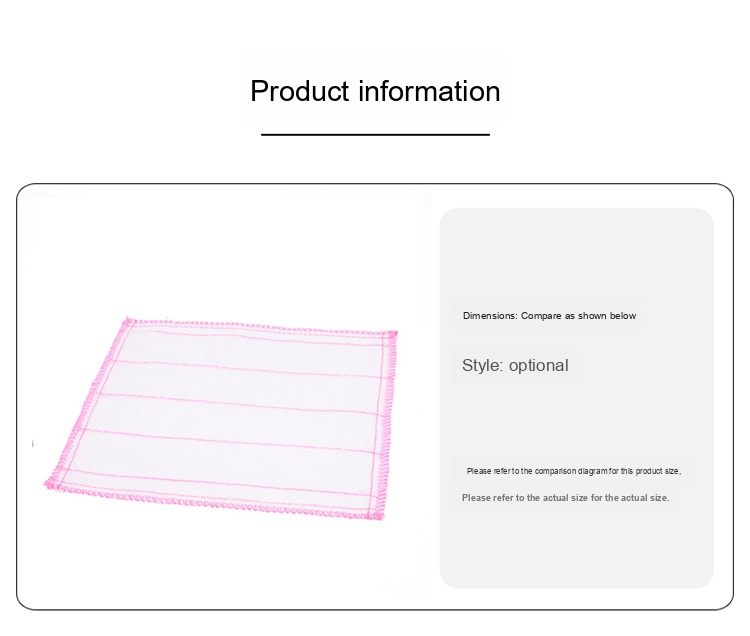 Product information
Dimensions: Compare as shown below
Style: optional
Please refer to the comparison diagram for this product size,
Please refer to the actual size for the actual size.